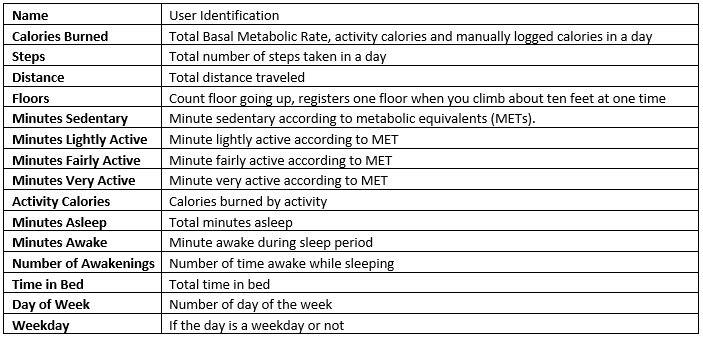 Name User Identification
Calories Burned Total Basal Metabolic Rate, activity calories and manually logged calories in a day
Steps Total number of steps taken in a day
Distance Total distance traveled
Floors Count floor going up, registers one floor when you climb about ten feet at one time
Minutes Sedentary Minute sedentary according to metabolic equivalents (METs).
Minutes Lightly Active Minute lightly active according to MET
Minutes Fairly Active Minute fairly active according to MET
Minutes Very Active Minute very active according to MET
Activity Calories Calories burned by activity
Minutes Asleep Total minutes asleep
Minutes Awake Minute awake during sleep period
Number of Awakenings Number of time awake while sleeping
Time in Bed Total time in bed
Day of Week Number of day of the week
Weekday If the day is a weekday or not